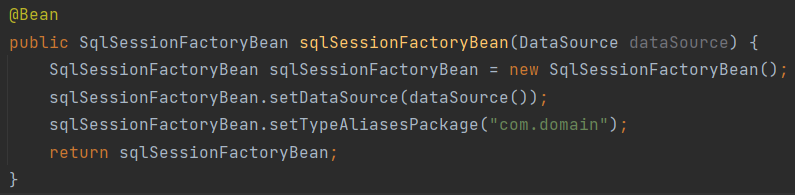 @Bean
public SqlSessionFactoryBean sqlSessionFactoryBean(DataSource dataSource) {
    SqlSessionFactoryBean sqlSessionFactoryBean = new SqlSessionFactoryBean();
    sqlSessionFactoryBean.setDataSource(dataSource());
    sqlSessionFactoryBean.setTypeAliasesPackage("com.domain");
    return sqlSessionFactoryBean;
}